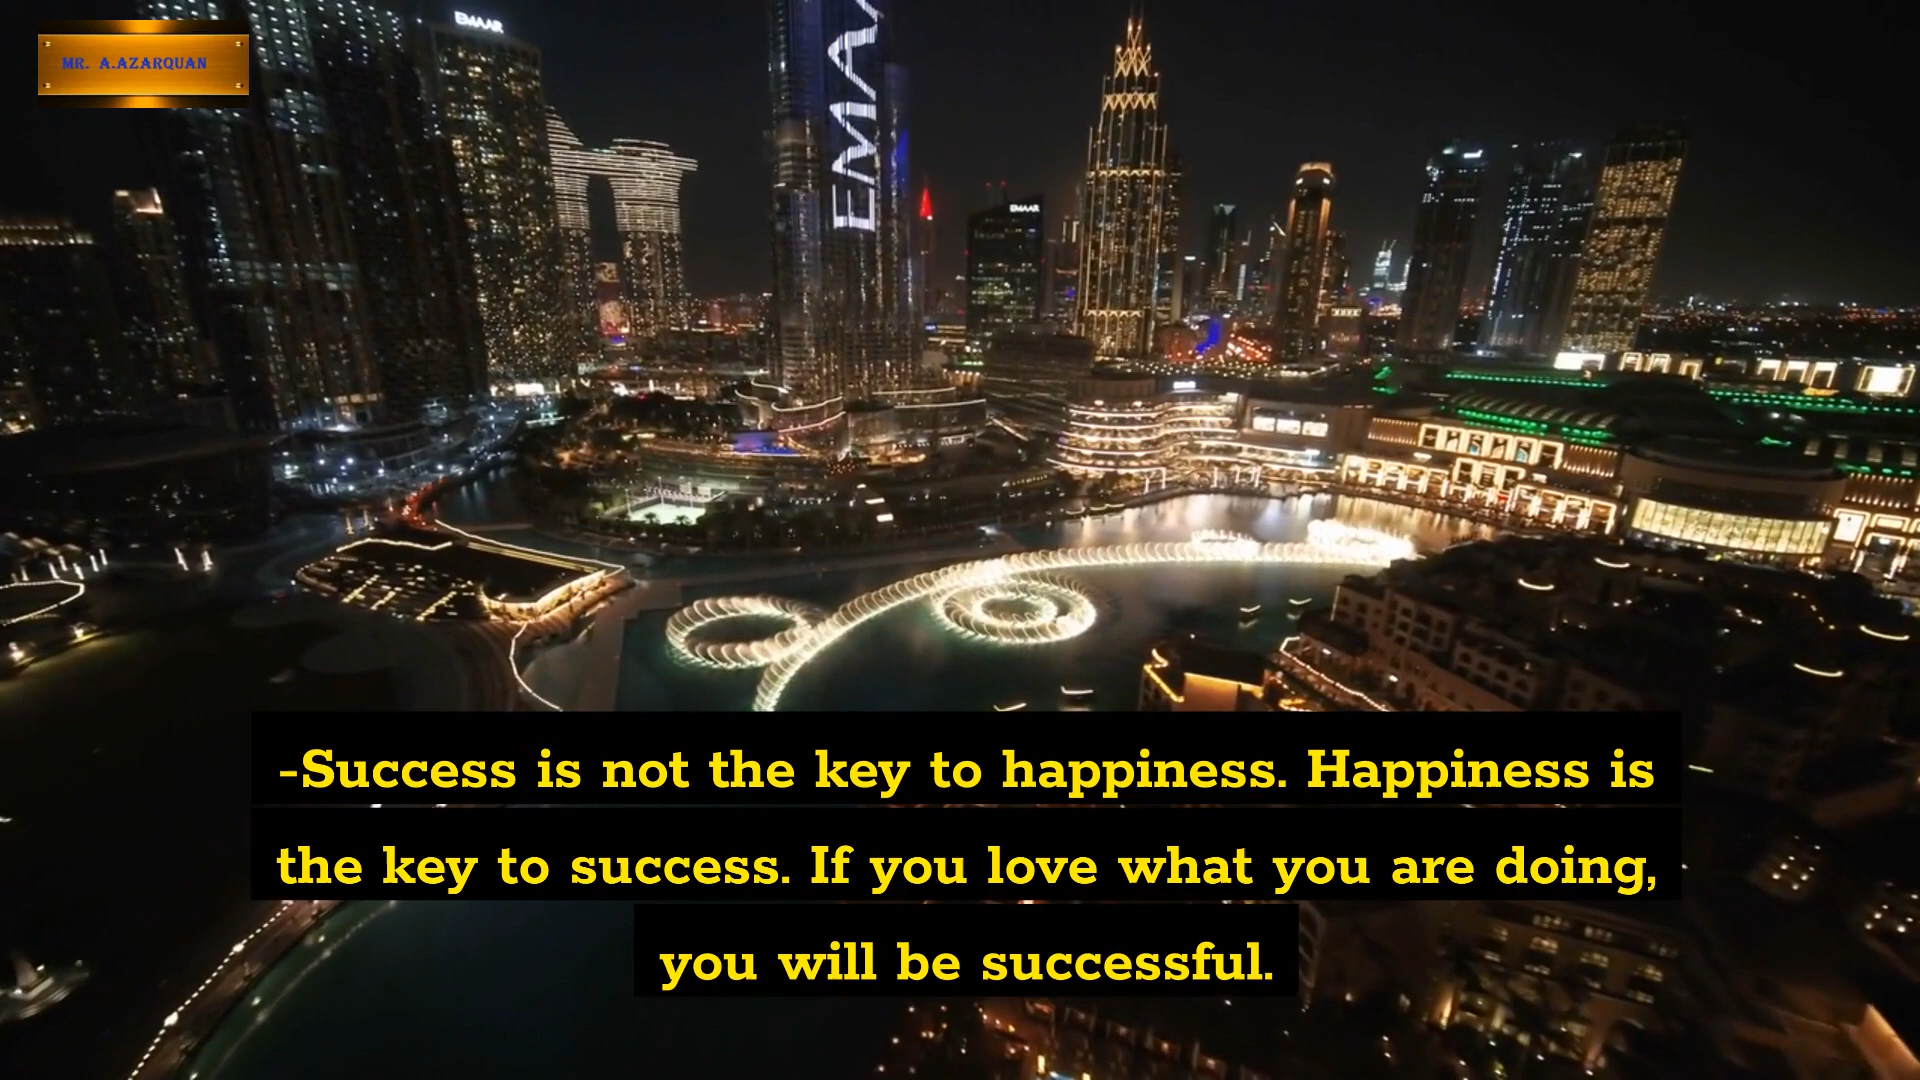 EMAAR
MR. A.AZARQUAN
EMAA
EMAAR
-Success is not the key to happiness. Happiness is
the key to success. If you love what you are doing,
you will be successful.